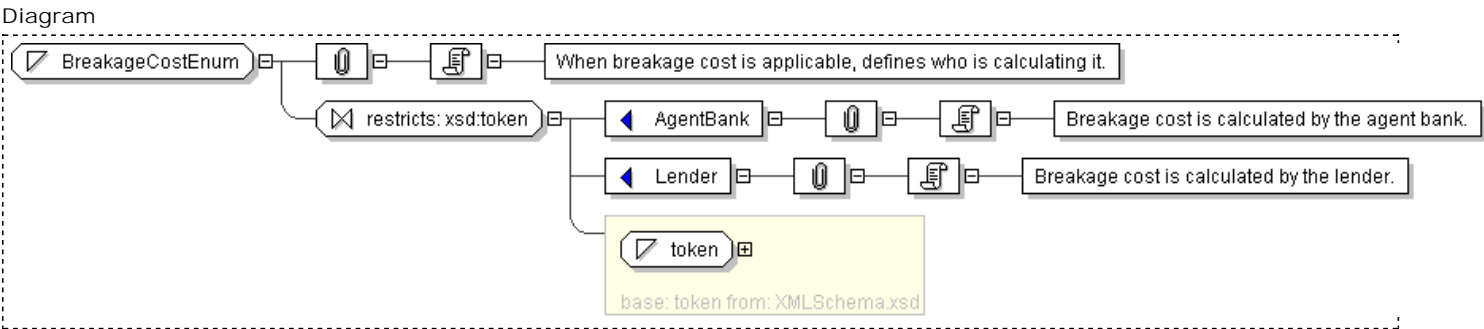 Diagram
BreakageCostEnum
When breakage cost is applicable, defines who is calculating it.
restricts: xsd:token
AgentBank
Breakage cost is calculated by the agent bank.
Lender
Breakage cost is calculated by the lender.
token
base: token from: XMLSchema.xsd